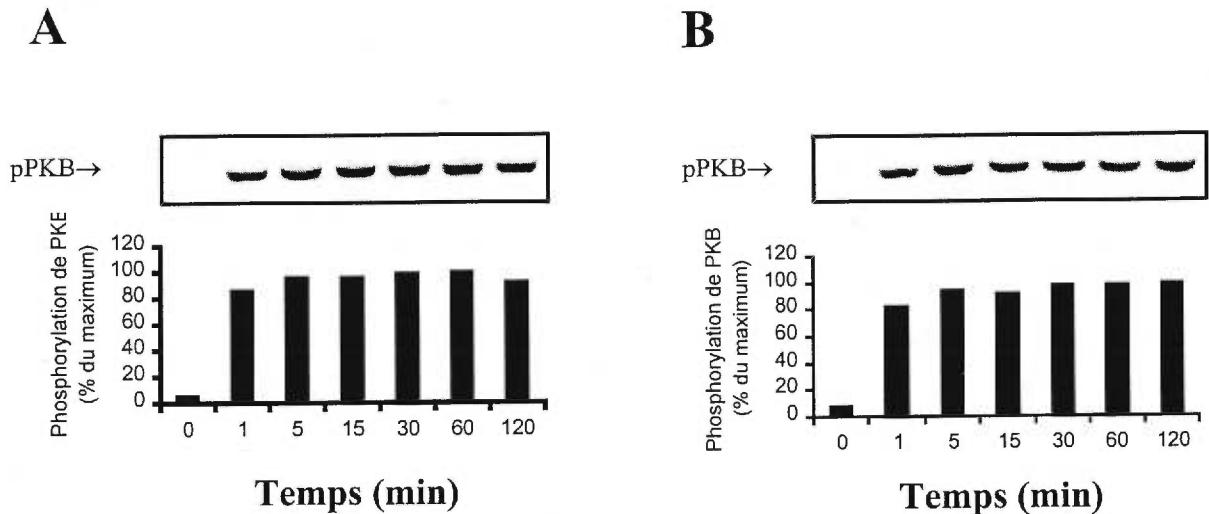 A
pPKB→
Phosphorylation de PKE
(% du maximum)
120
100
80
60
40
20
0
0 1 5 15 30 60 120
Temps (min)
B
pPKB→
Phosphorylation de PKB
(% du maximum)
120
100
80
60
40
20
0
0 1 5 15 30 60 120
Temps (min)